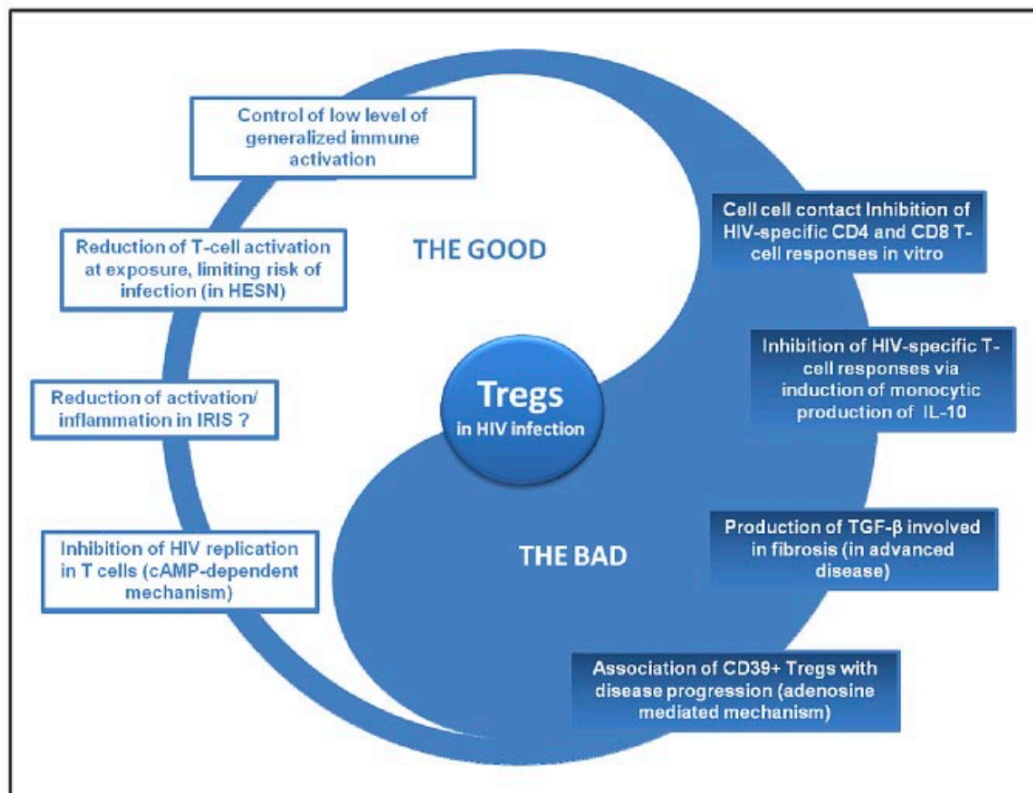 Control of low level of
generalized immune
activation
Reduction of T-cell activation
at exposure, limiting risk of
infection (in HESN)
Reduction of activation/
inflammation in IRIS ?
Inhibition of HIV replication
in T cells (cAMP-dependent
mechanism)
THE GOOD
Tregs
in HIV infection
THE BAD
Cell cell contact Inhibition of
HIV-specific CD4 and CD8 T-
cell responses in vitro
Inhibition of HIV-specific T-
cell responses via
induction of monocytic
production of IL-10
Production of TGF-β involved
in fibrosis (in advanced
disease)
Association of CD39+ Tregs with
disease progression (adenosine
mediated mechanism)